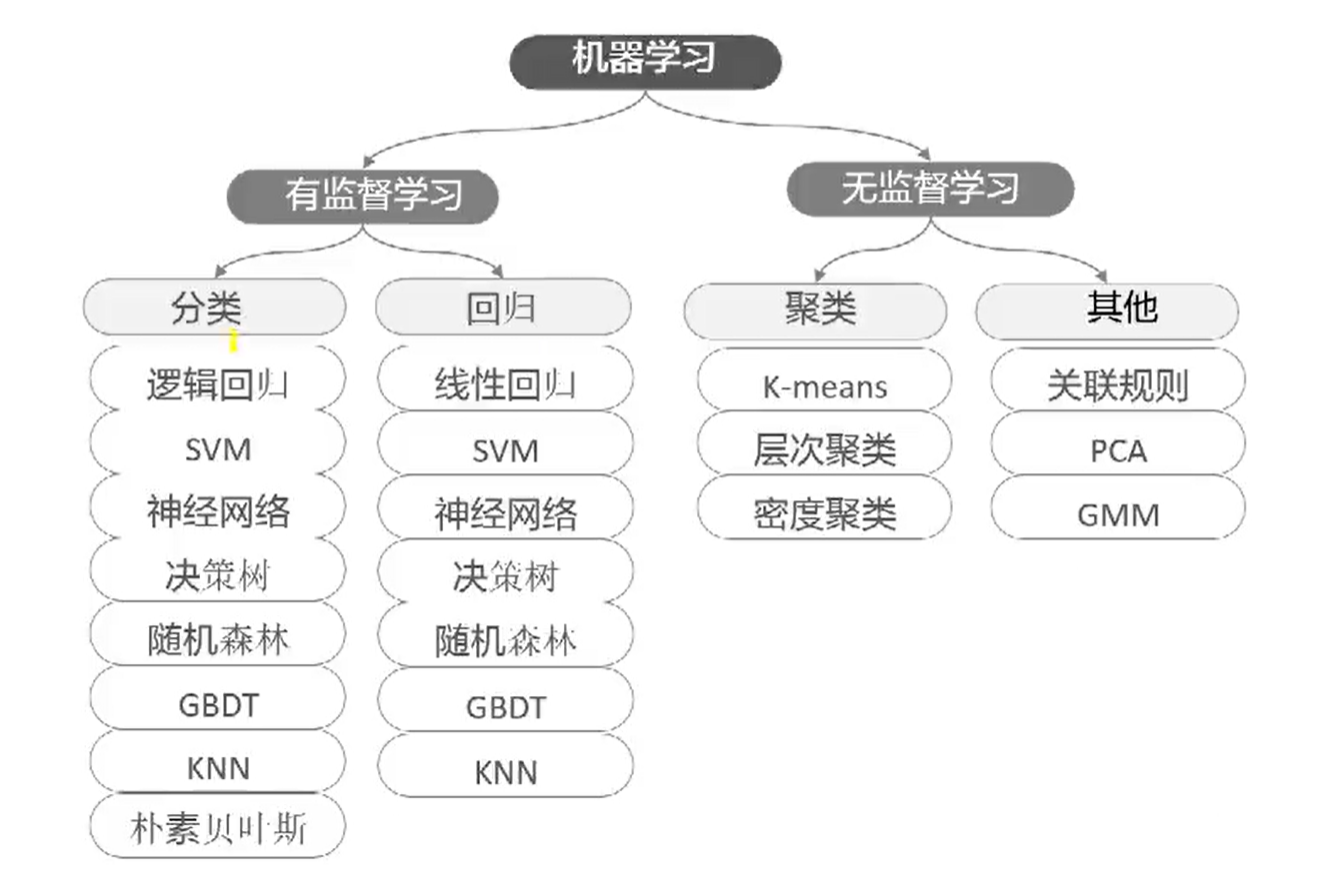 机器学习
有监督学习
无监督学习
分类
回归
聚类
其他
逻辑回归
SVM
神经网络
决策树
随机森林
GBDT
KNN
朴素贝叶斯
线性回归
SVM
神经网络
决策树
随机森林
GBDT
KNN
K-means
层次聚类
密度聚类
关联规则
PCA
GMM